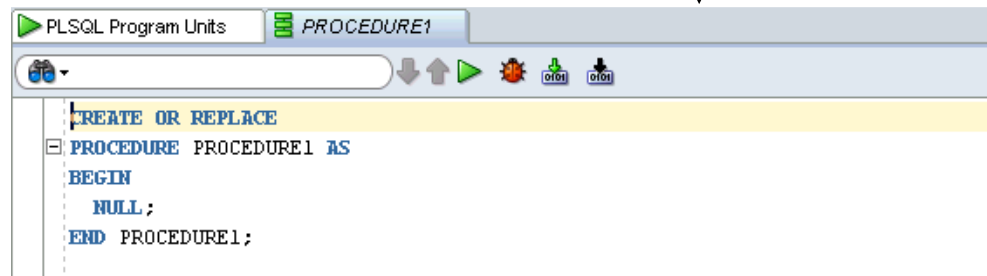 PLSQL Program Units PROCEDURE1
CREATE OR REPLACE
PROCEDURE PROCEDURE1 AS
BEGIN
  NULL;
END PROCEDURE1;